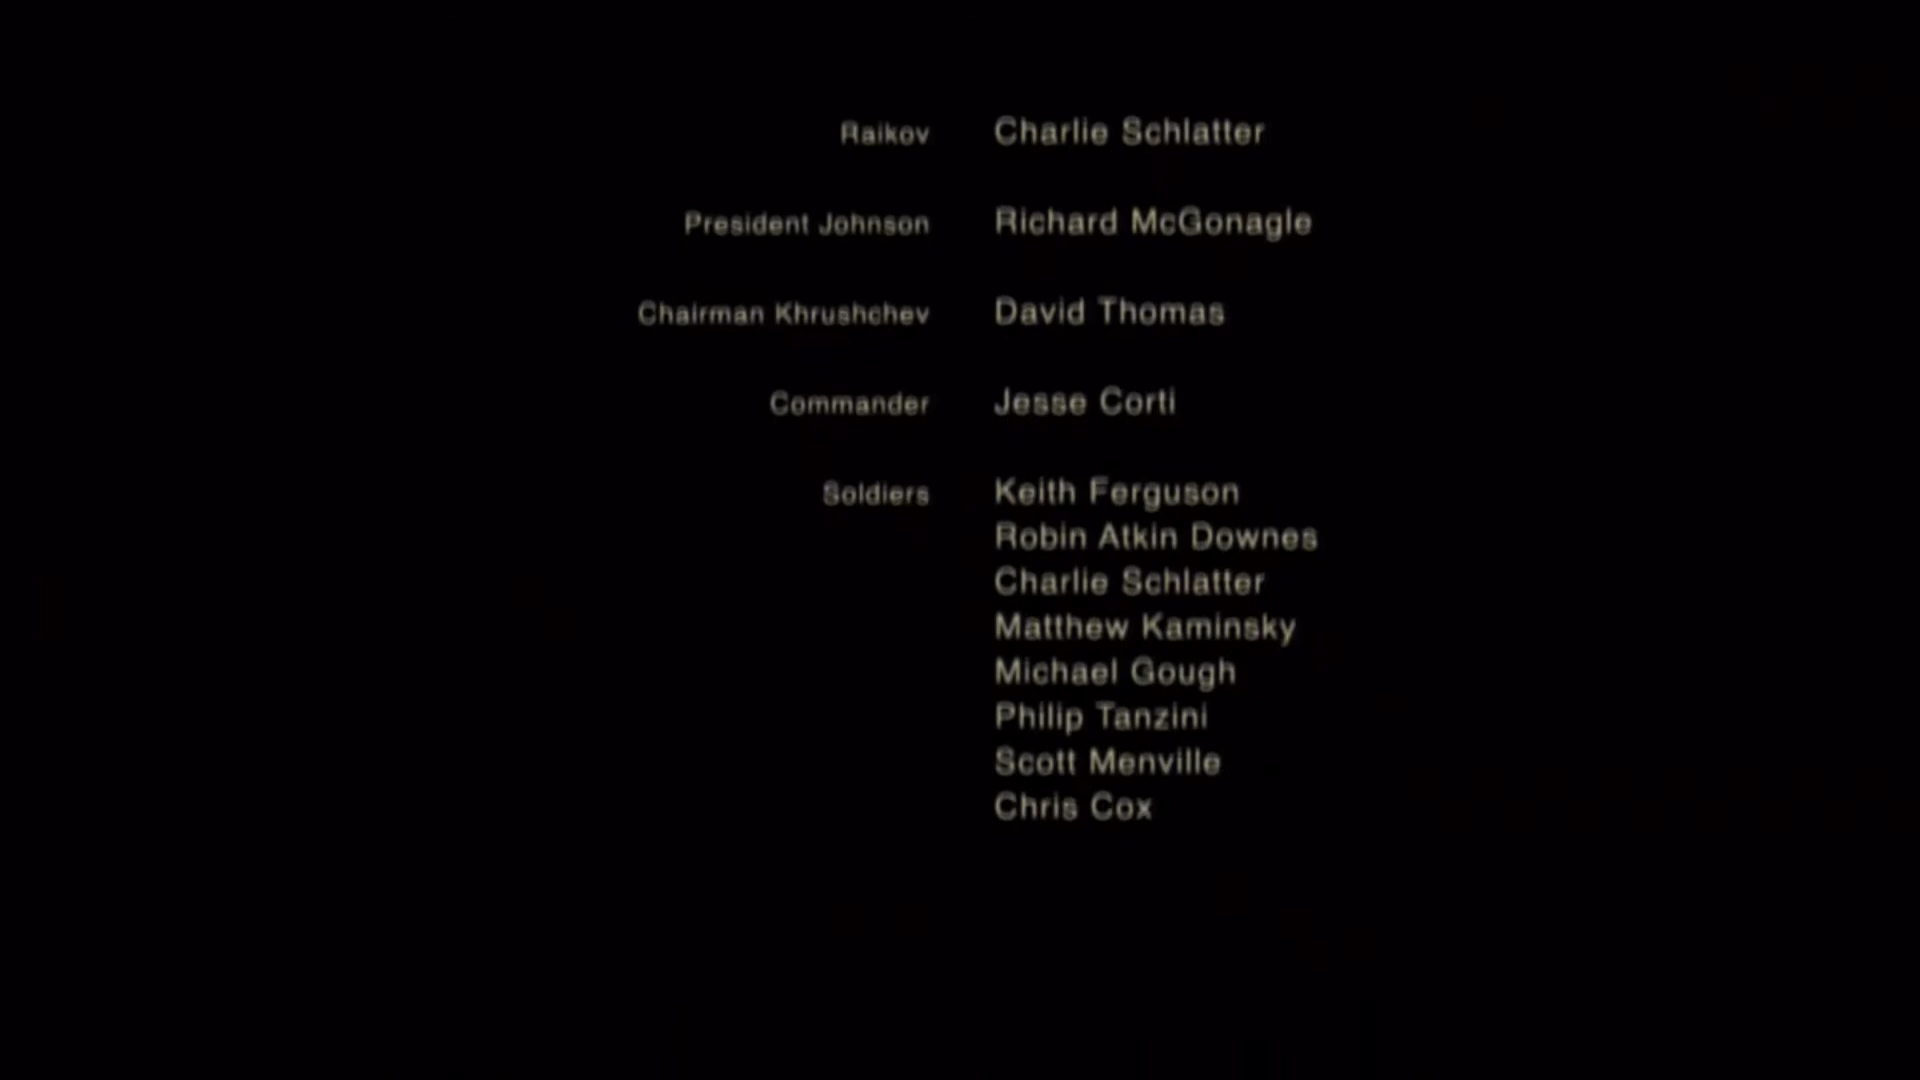 Raikov Charlie Schlatter
President Johnson Richard McGonagle
Chairman Khrushchev David Thomas
Commander Jesse Corti
Soldiers Keith Ferguson
Robin Atkin Downes
Charlie Schlatter
Matthew Kaminsky
Michael Gough
Philip Tanzini
Scott Menville
Chris Cox